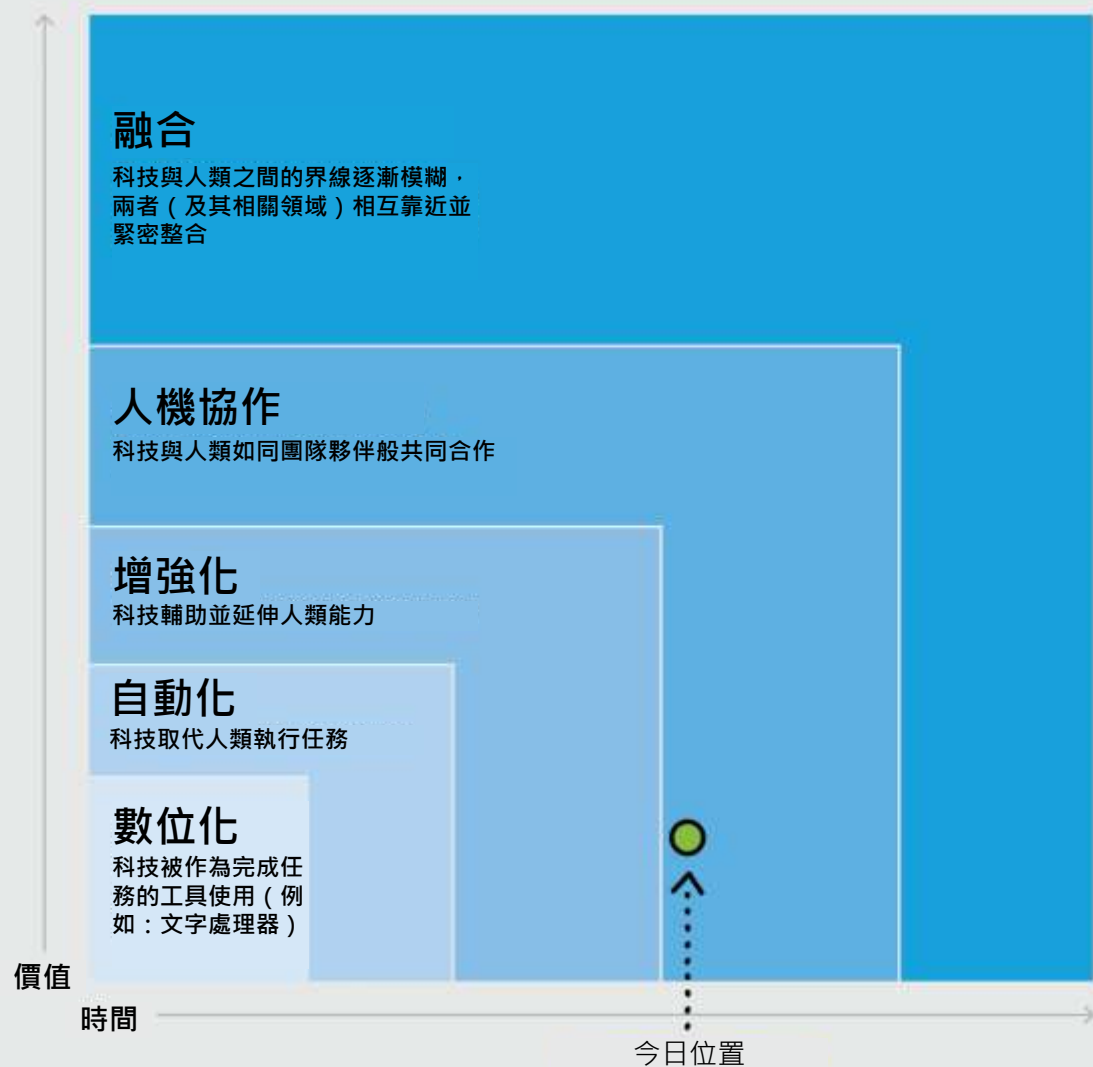 融合
科技與人類之間的界線逐漸模糊，
兩者（及其相關領域）相互靠近並
緊密整合
人機協作
科技與人類如同團隊夥伴般共同合作
增強化
科技輔助並延伸人類能力
自動化
科技取代人類執行任務
數位化
科技被作為完成任
務的工具使用（例
如：文字處理器）
價值
時間
今日位置